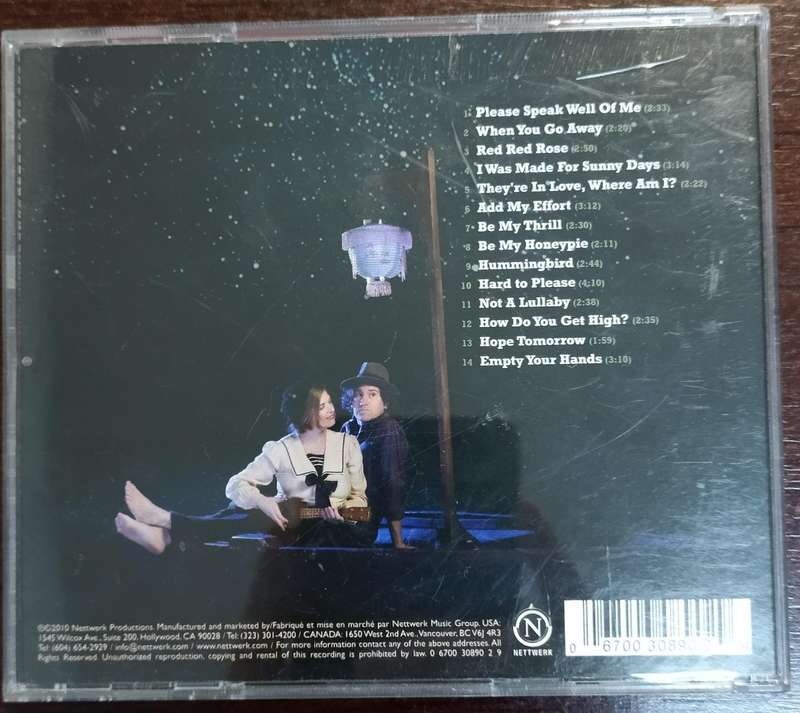 1 Please Speak Well Of Me (2:33)
2 When You Go Away (2:20)
3 Red Red Rose (2:50)
4 I Was Made For Sunny Days (3:14)
5 They're In Love, Where Am I? (2:22)
6 Add My Effort (3:12)
7 Be My Thrill (2:30)
8 Be My Honeypie (2:11)
9 Hummingbird (2:44)
10 Hard to Please (4:10)
11 Not A Lullaby (2:38)
12 How Do You Get High? (2:35)
13 Hope Tomorrow (1:59)
14 Empty Your Hands (3:10)
℗©2010 Nettwerk Productions. Manufactured and marketed by/Fabriqué et mise en marché par Nettwerk Music Group. USA:
1545 Wilcox Ave., Suite 200, Hollywood, CA 90028 / Tel: (323) 301-4200 / CANADA: 1650 West 2nd Ave., Vancouver, BC V6J 4R3
Tel: (604) 654-2929 / info@nettwerk.com / www.nettwerk.com / For more information contact any of the above addresses. All
Rights Reserved. Unauthorized reproduction, copying and rental of this recording is prohibited by law. 0 6700 30890 2 9
N
NETTWERK
0 6700 3089